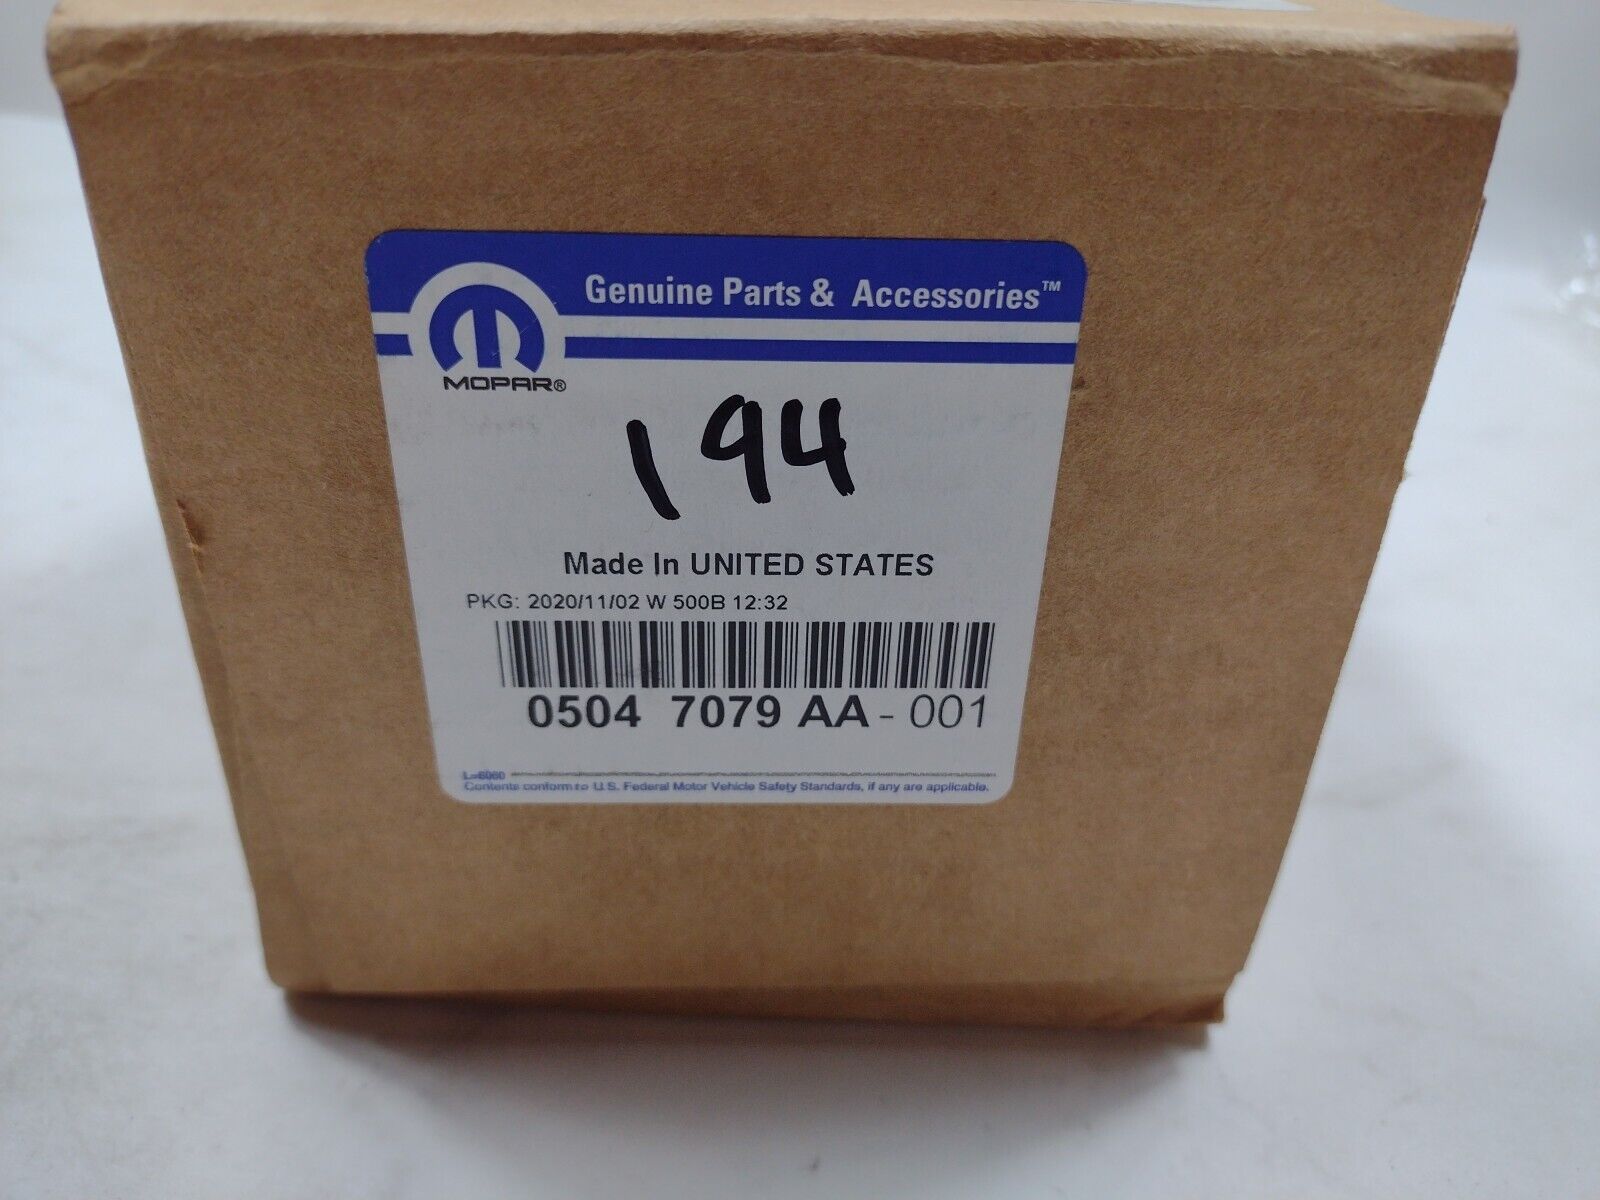 Genuine Parts & Accessories™
MOPAR®
194
Made In UNITED STATES
PKG: 2020/11/02 W 500B 12:32
0504 7079 AA - 001
L-6060
Contents conform to U.S. Federal Motor Vehicle Safety Standards, if any are applicable.